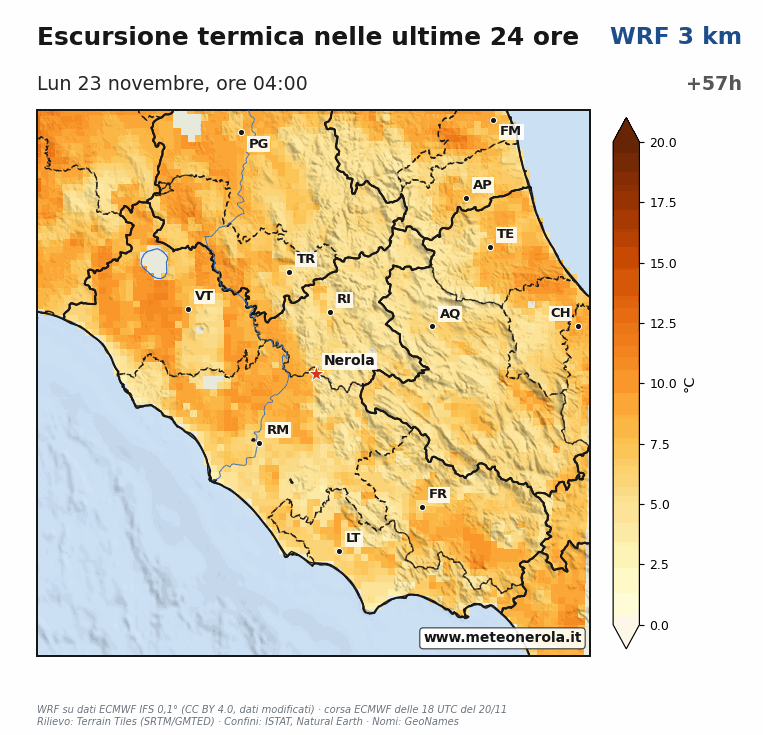 Escursione termica nelle ultime 24 ore
WRF 3 km
Lun 23 novembre, ore 04:00
+57h
FM
PG
AP
TE
TR
VT
RI
AQ
CH
Nerola
RM
FR
LT
www.meteonerola.it
20.0
17.5
15.0
12.5
10.0
7.5
5.0
2.5
0.0
°C
WRF su dati ECMWF IFS 0,1° (CC BY 4.0, dati modificati) · corsa ECMWF delle 18 UTC del 20/11
Rilievo: Terrain Tiles (SRTM/GMTED) · Confini: ISTAT, Natural Earth · Nomi: GeoNames